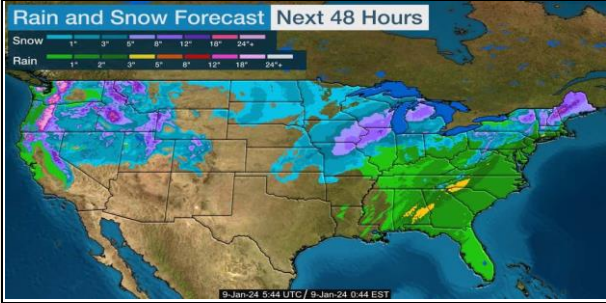 Rain and Snow Forecast Next 48 Hours
Snow 1" 3" 5" 8" 12" 18" 24"+
Rain 1" 2" 3" 5" 8" 12" 18" 24"+
9-Jan-24 5:44 UTC / 9-Jan-24 0:44 EST